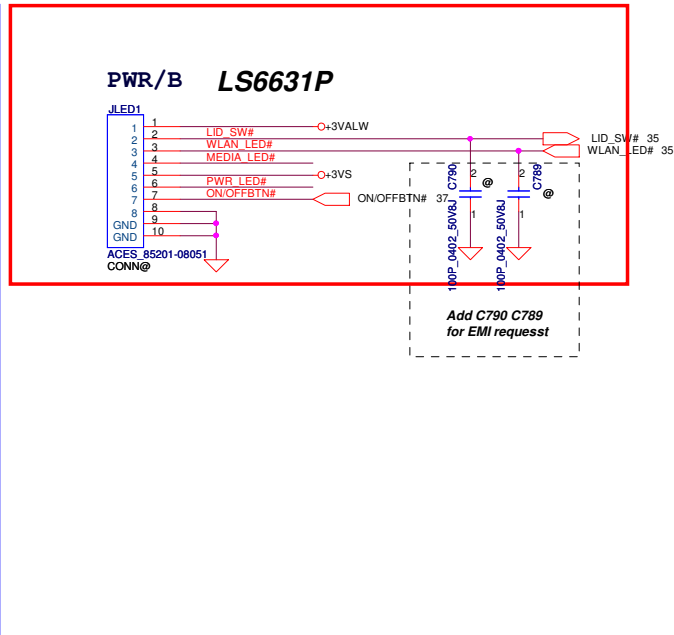 PWR/B LS6631P
JLED1
1 1 +3VALW
2 2 LID_SW# LID_SW# 35
3 3 WLAN_LED# WLAN_LED# 35
4 4 MEDIA_LED#
5 5 +3VS
6 6 PWR_LED#
7 7 ON/OFFBTN# ON/OFFBTN# 37
8 8
GND 9
GND 10
ACES_85201-08051
CONN@
C790
2
@
1
100P_0402_50V8J
C789
2
@
1
100P_0402_50V8J
Add C790 C789
for EMI requesst